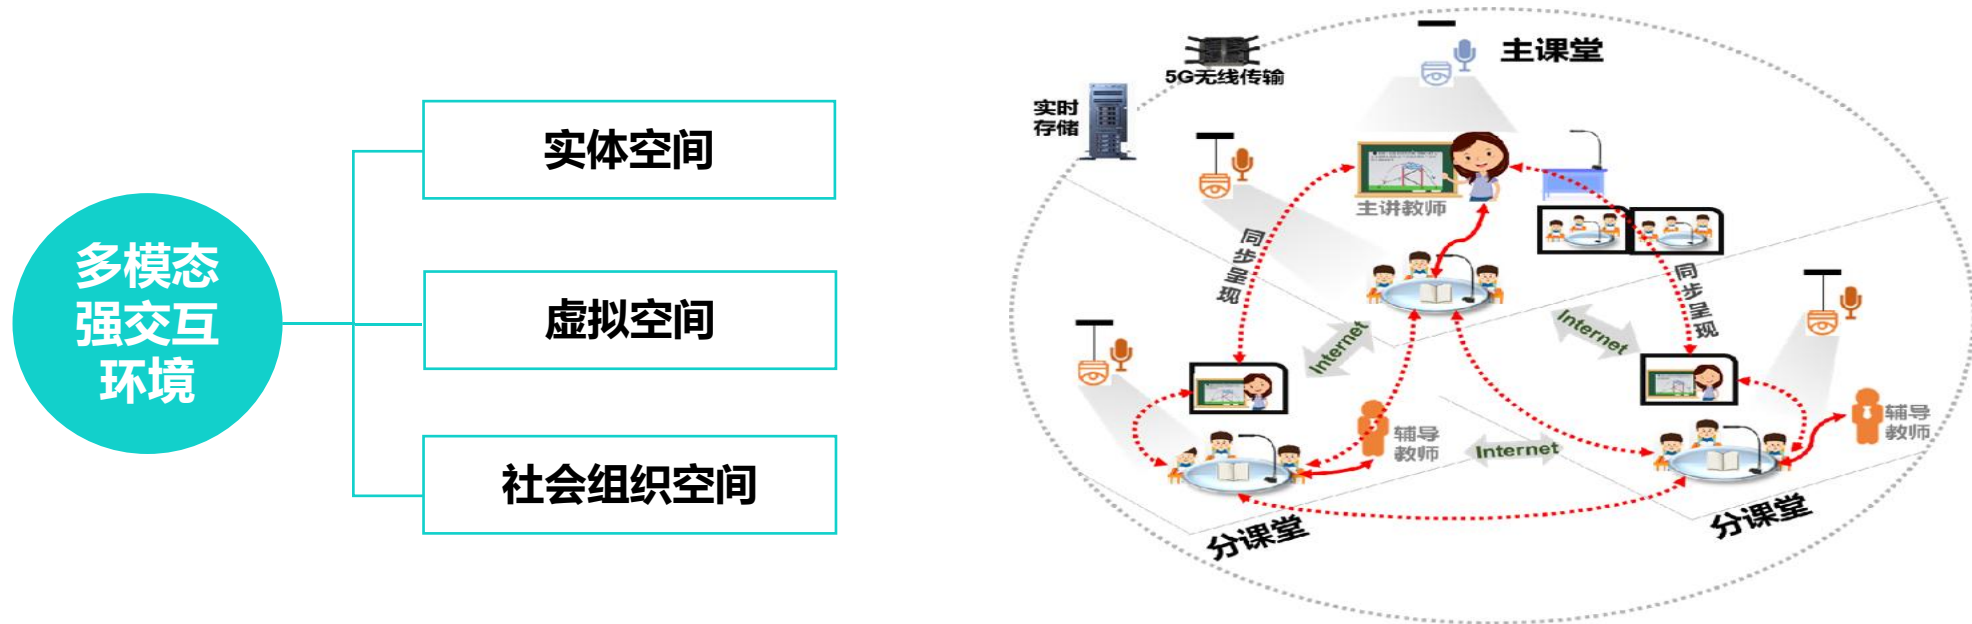 多模态
强交互
环境
实体空间
虚拟空间
社会组织空间
主课堂
5G无线传输
实时
存储
主讲教师
同步呈现
同步呈现
Internet
Internet
辅导
教师
Internet
辅导
教师
分课堂
分课堂